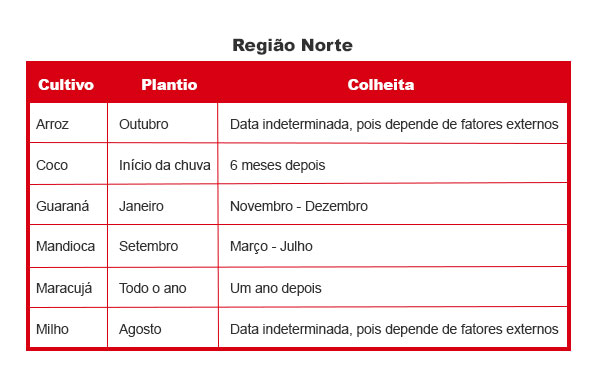 Região Norte
Cultivo Plantio Colheita
Arroz Outubro Data indeterminada, pois depende de fatores externos
Coco Início da chuva 6 meses depois
Guaraná Janeiro Novembro - Dezembro
Mandioca Setembro Março - Julho
Maracujá Todo o ano Um ano depois
Milho Agosto Data indeterminada, pois depende de fatores externos